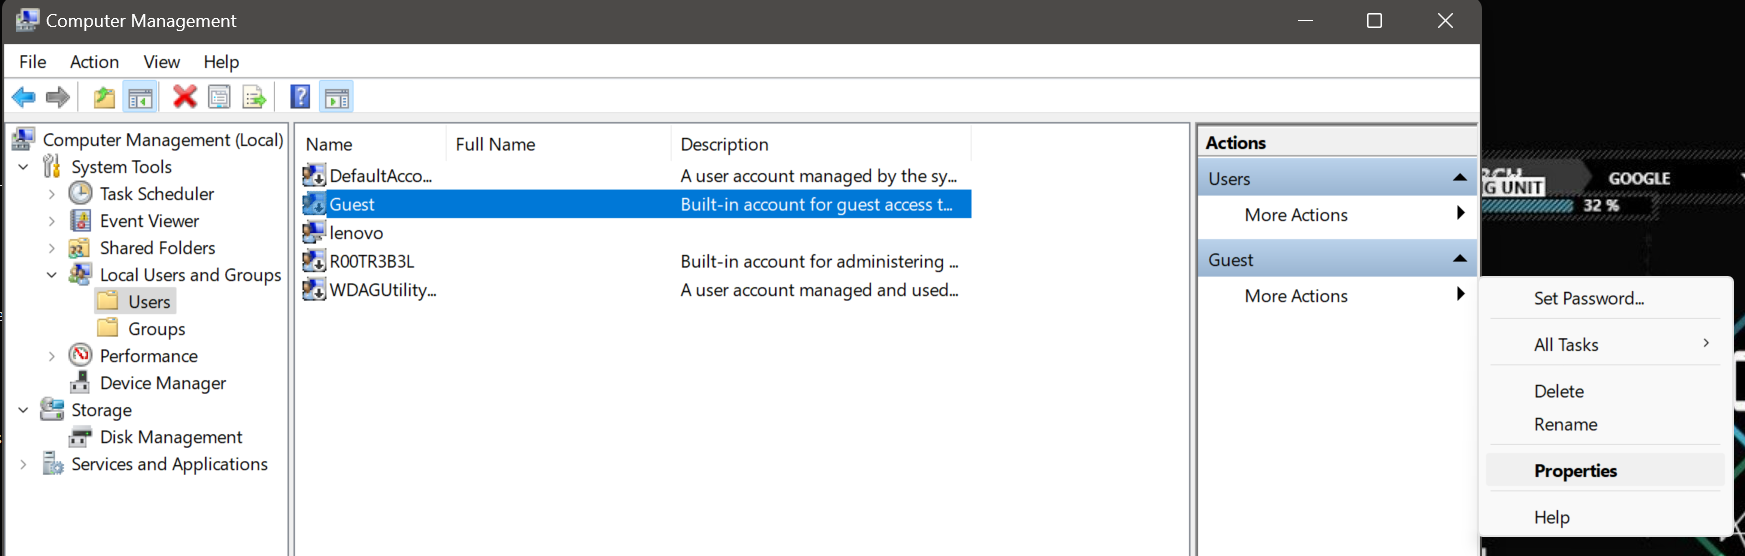 Computer Management
File Action View Help
Computer Management (Local)
System Tools
Task Scheduler
Event Viewer
Shared Folders
Local Users and Groups
Users
Groups
Performance
Device Manager
Storage
Disk Management
Services and Applications
Name Full Name Description
DefaultAcco... A user account managed by the sy...
Guest Built-in account for guest access t...
lenovo
R00TR3B3L Built-in account for administering ...
WDAGUtility... A user account managed and used...
Actions
Users
More Actions
Guest
More Actions
Set Password...
All Tasks
Delete
Rename
Properties
Help
G UNIT
GOOGLE
32 %